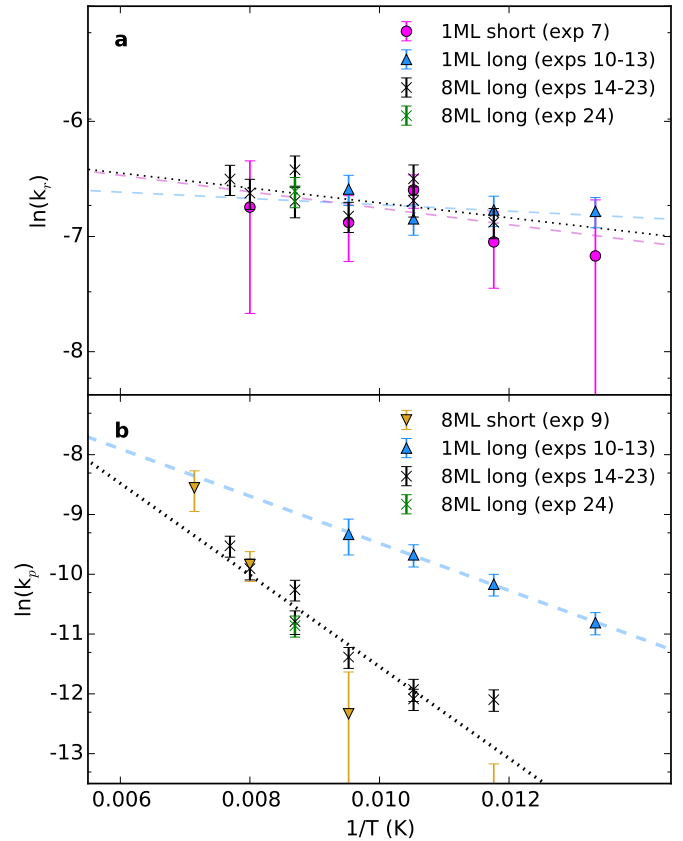 a
1ML short (exp 7)
1ML long (exps 10-13)
8ML long (exps 14-23)
8ML long (exp 24)
-6
-7
-8
ln(kᵣ)
b
8ML short (exp 9)
1ML long (exps 10-13)
8ML long (exps 14-23)
8ML long (exp 24)
-8
-9
-10
-11
-12
-13
ln(kₚ)
0.006 0.008 0.010 0.012
1/T (K)